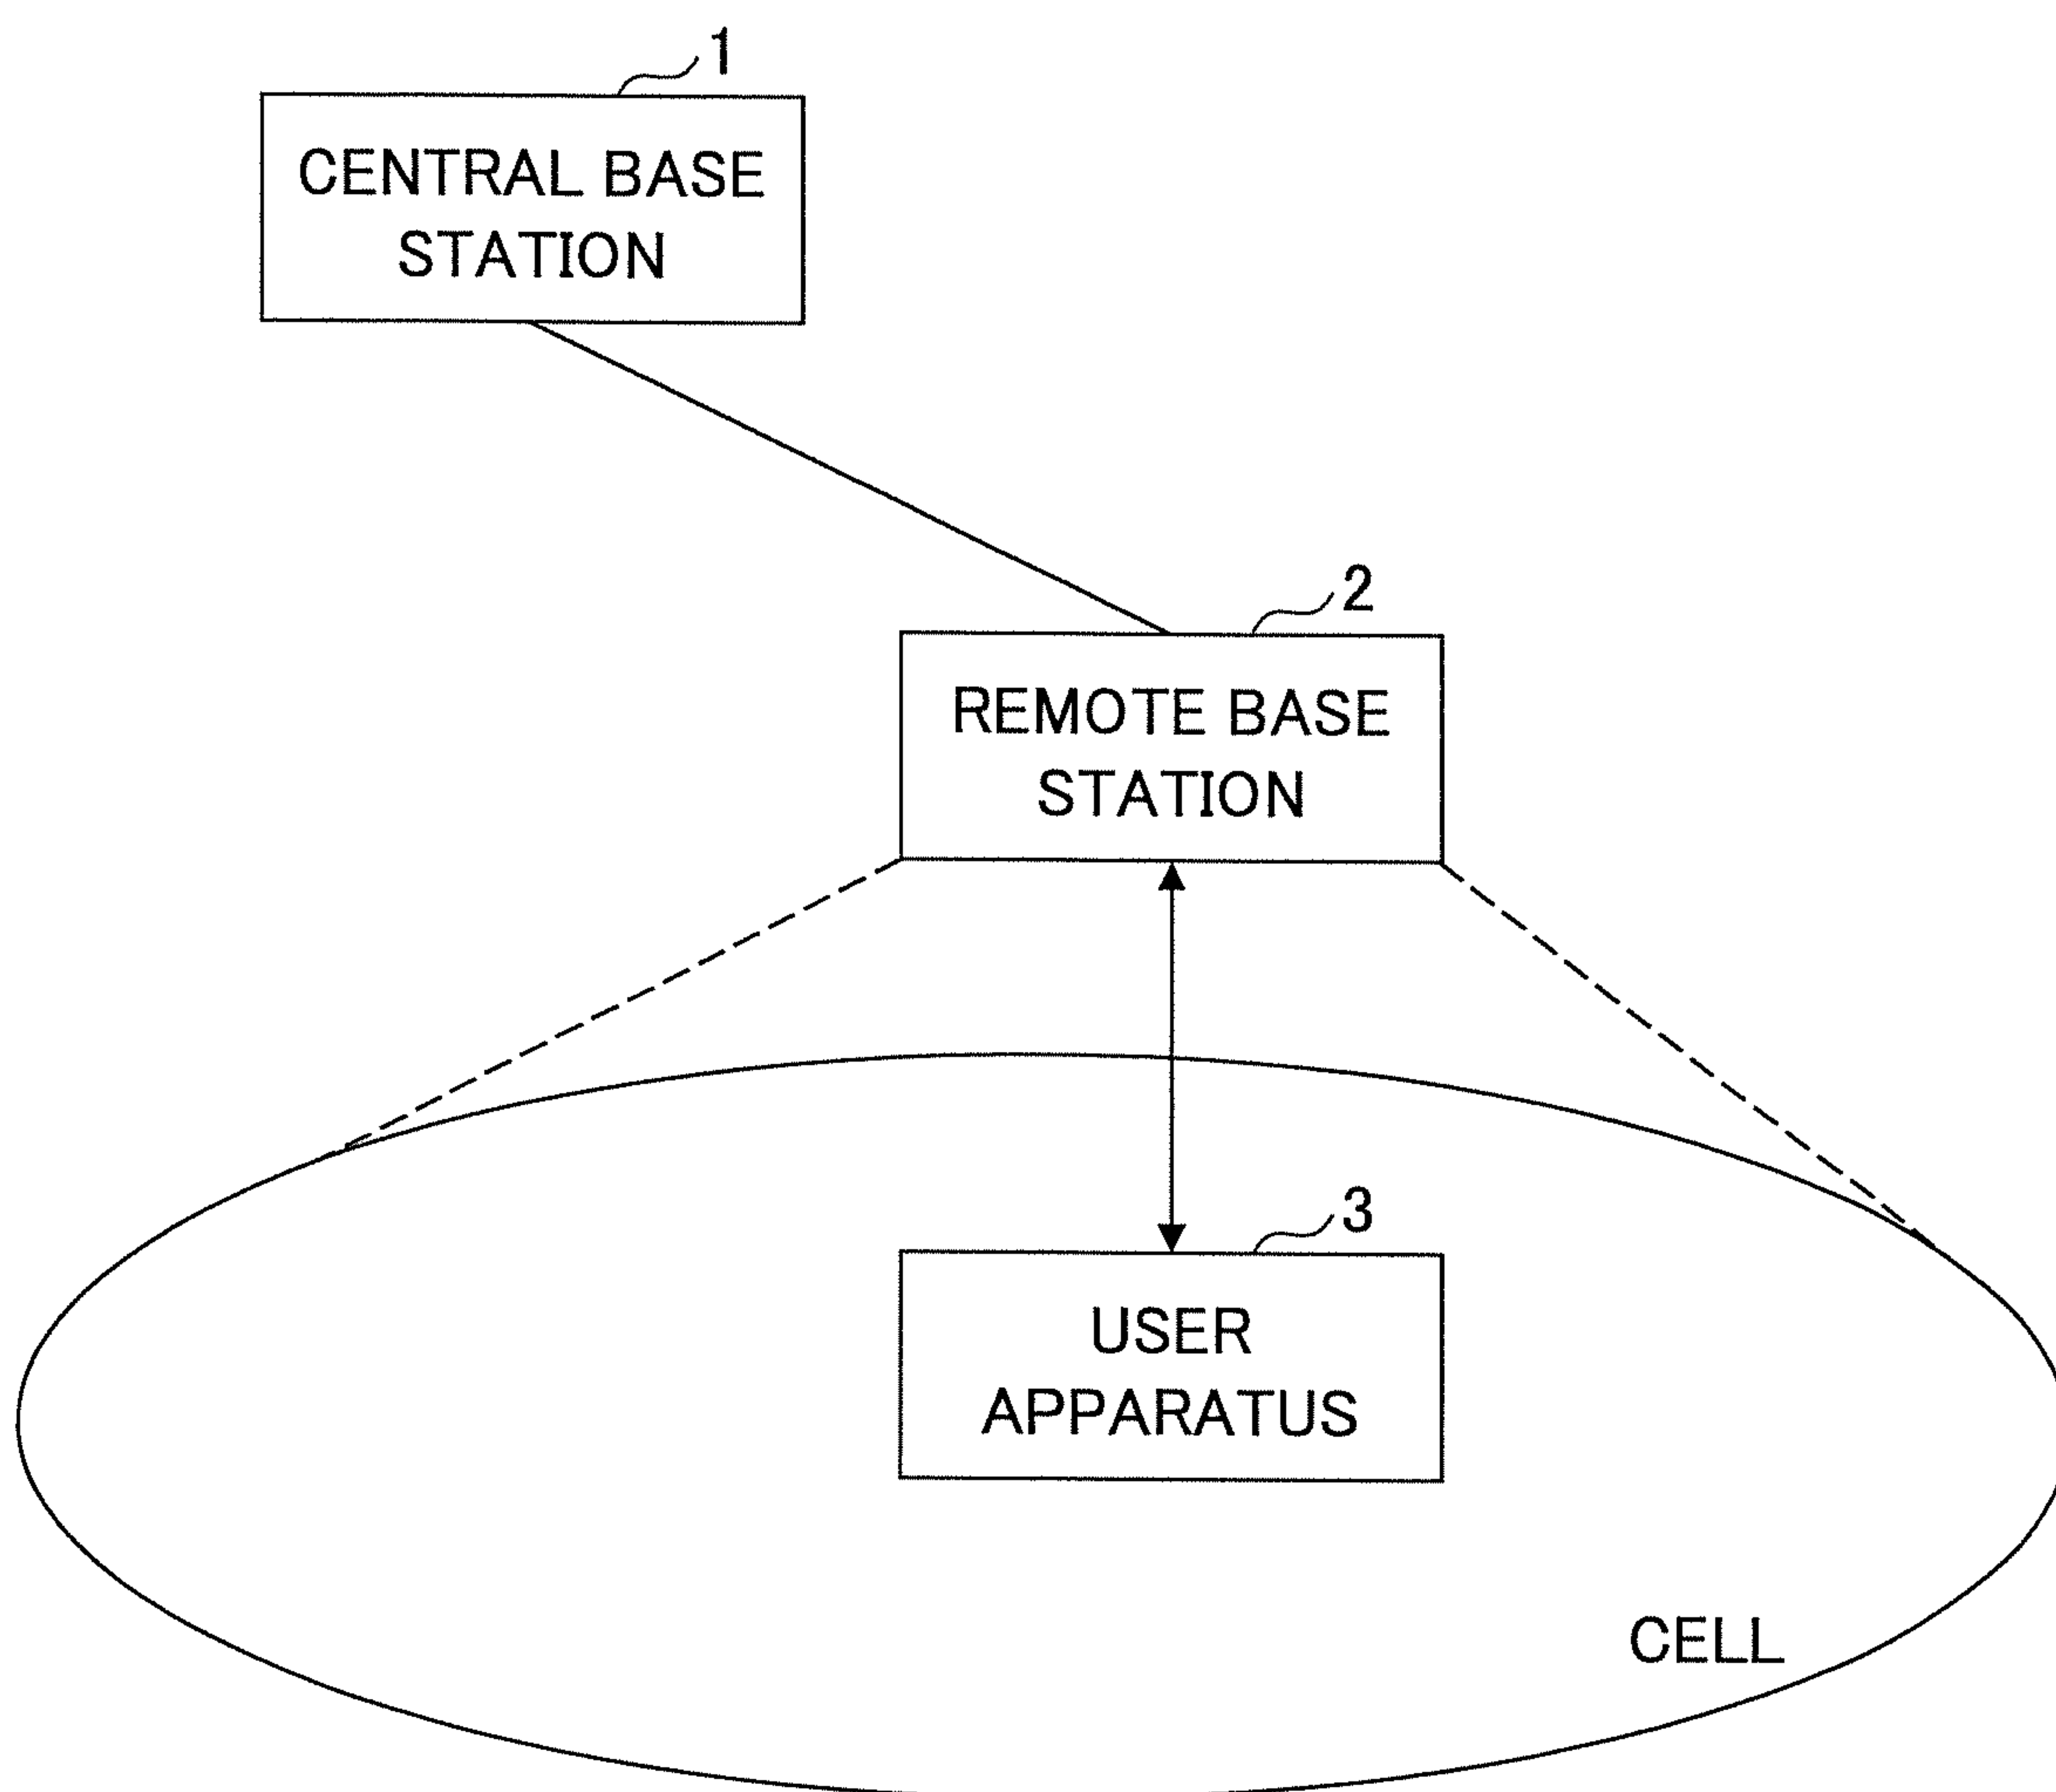 1
CENTRAL BASE
STATION
2
REMOTE BASE
STATION
3
USER
APPARATUS
CELL